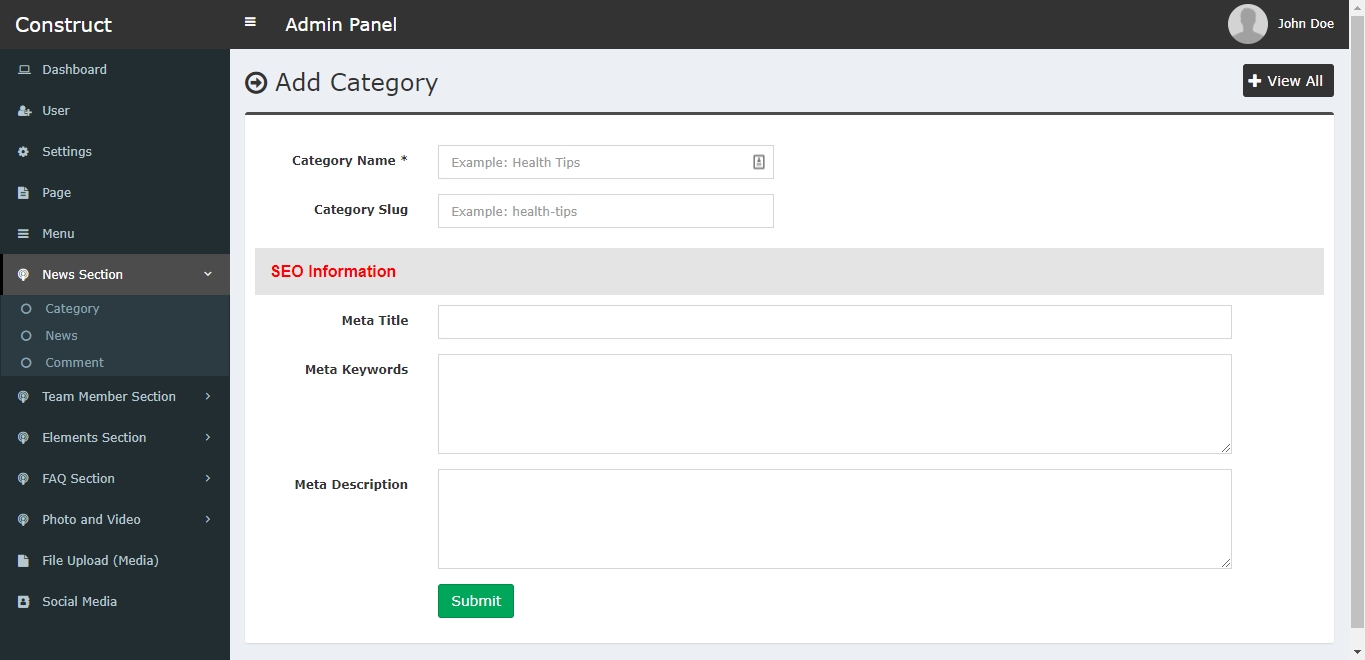 Construct
Admin Panel
John Doe
Dashboard
User
Settings
Page
Menu
News Section
Category
News
Comment
Team Member Section
Elements Section
FAQ Section
Photo and Video
File Upload (Media)
Social Media
Add Category
View All
Category Name *
Example: Health Tips
Category Slug
Example: health-tips
SEO Information
Meta Title
Meta Keywords
Meta Description
Submit